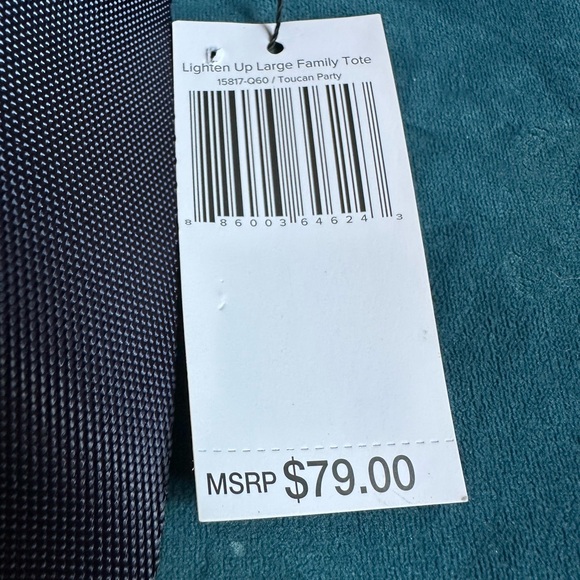 Lighten Up Large Family Tote
15817-Q60 / Toucan Party
8 86003 64624 3
MSRP $79.00